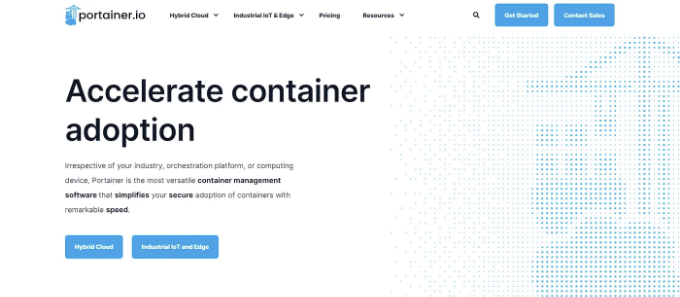 portainer.io Hybrid Cloud Industrial IoT & Edge Pricing Resources Get Started Contact Sales
Accelerate container
adoption
Irrespective of your industry, orchestration platform, or computing
device, Portainer is the most versatile container management
software that simplifies your secure adoption of containers with
remarkable speed.
Hybrid Cloud Industrial IoT and Edge